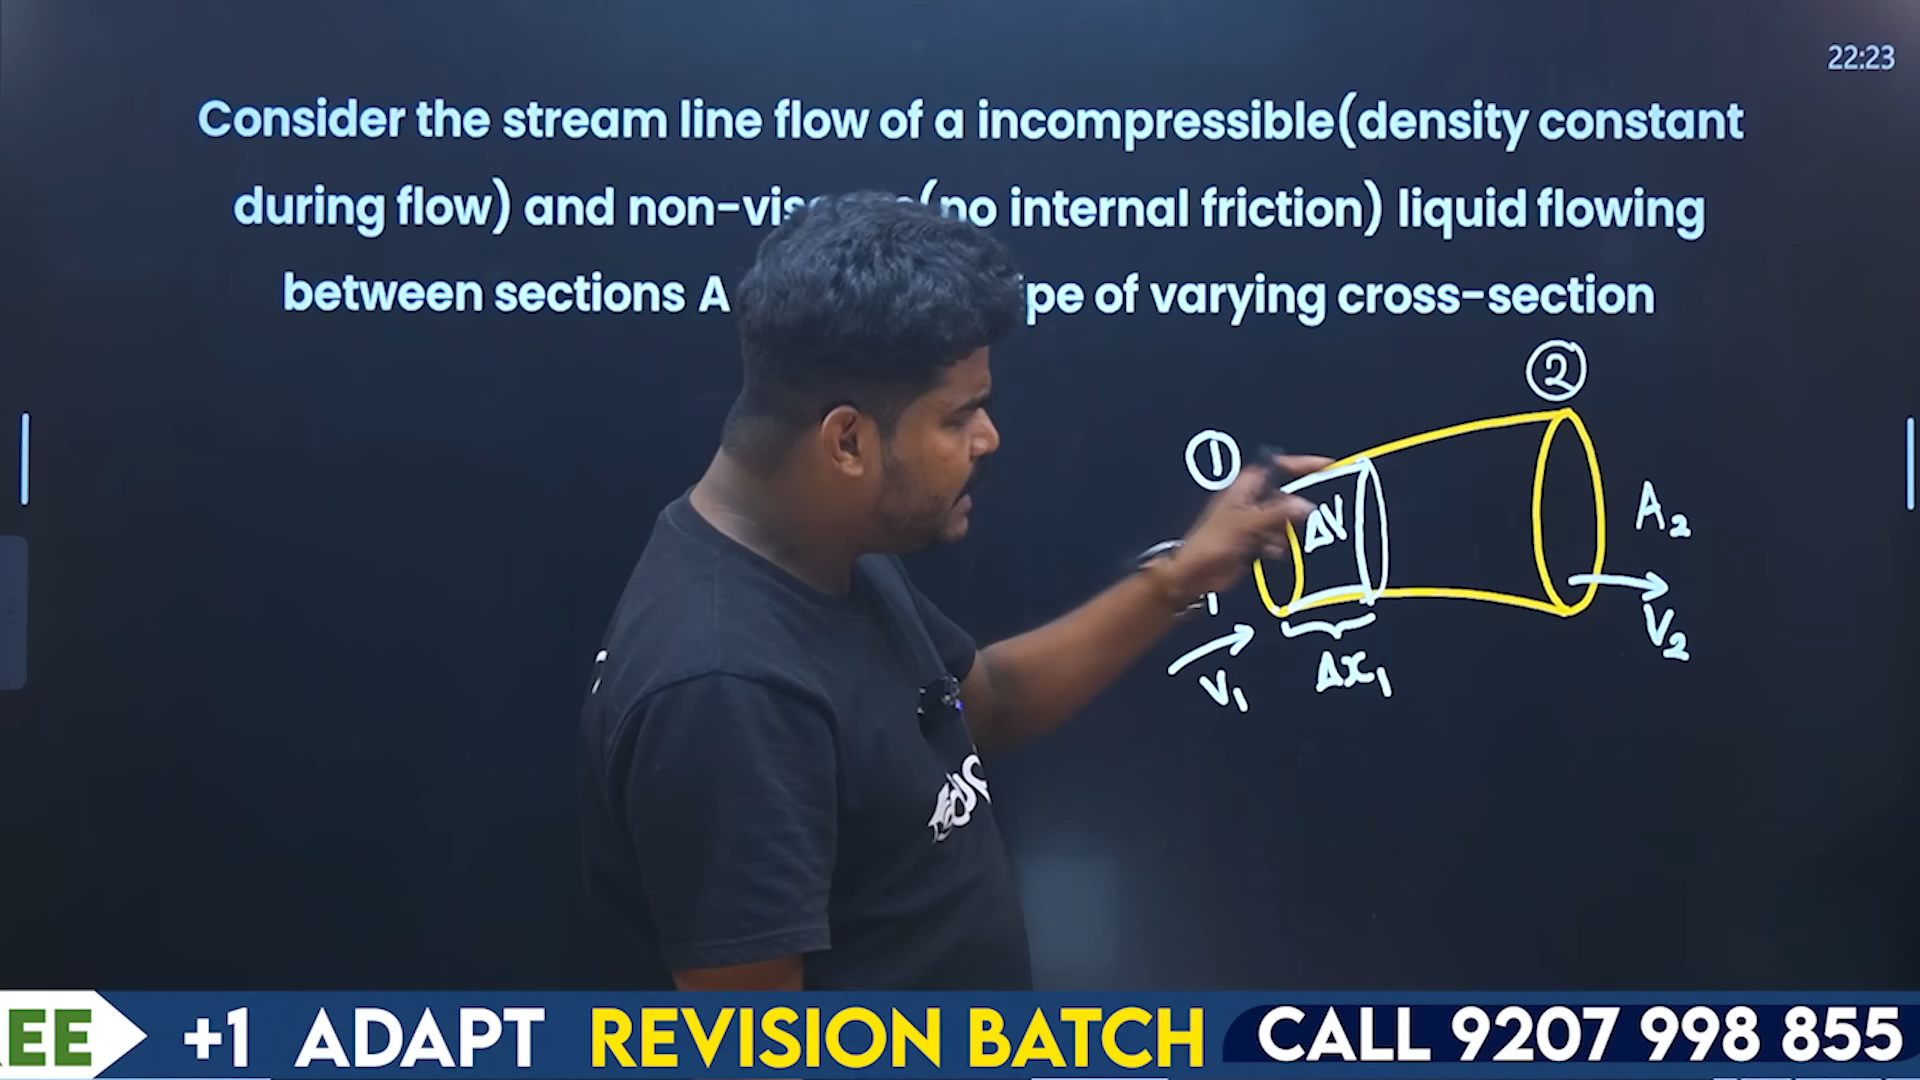 22:23
Consider the stream line flow of a incompressible(density constant
during flow) and non-vis (no internal friction) liquid flowing
between sections A of varying cross-section
②
①
ΔV
A₂
V₂
V₁
Δx₁
+1 ADAPT REVISION BATCH CALL 9207 998 855